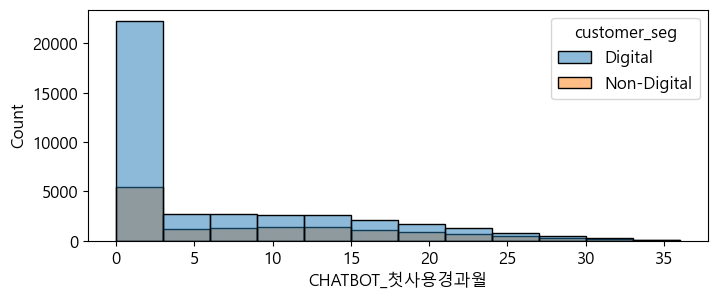 customer_seg
Digital
Non-Digital
Count
20000
15000
10000
5000
0
0 5 10 15 20 25 30 35
CHATBOT_첫사용경과월